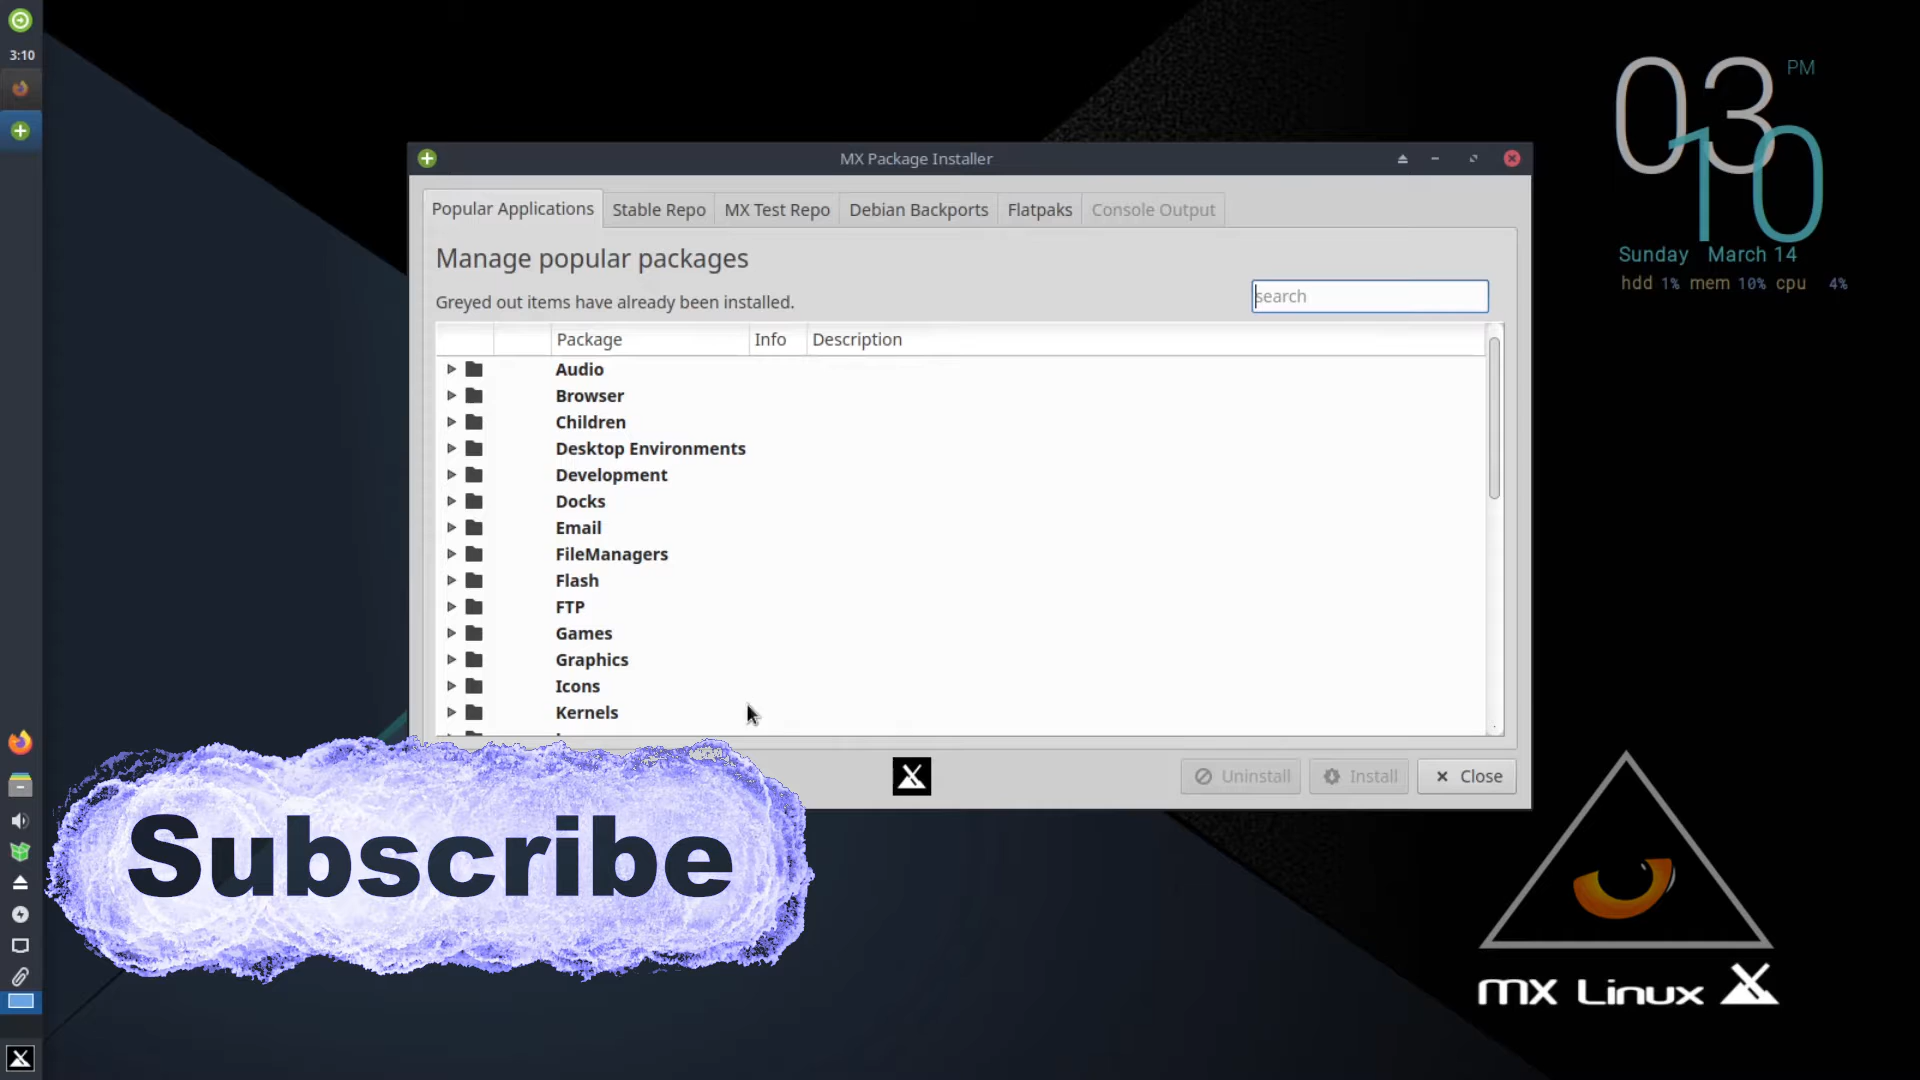 3:10
MX Package Installer
Popular Applications
Stable Repo
MX Test Repo
Debian Backports
Flatpaks
Console Output
Manage popular packages
Greyed out items have already been installed.
search
Package Info Description
Audio
Browser
Children
Desktop Environments
Development
Docks
Email
FileManagers
Flash
FTP
Games
Graphics
Icons
Kernels
Uninstall
Install
Close
03 PM
10
Sunday March 14
hdd 1% mem 10% cpu 4%
Subscribe
MX Linux